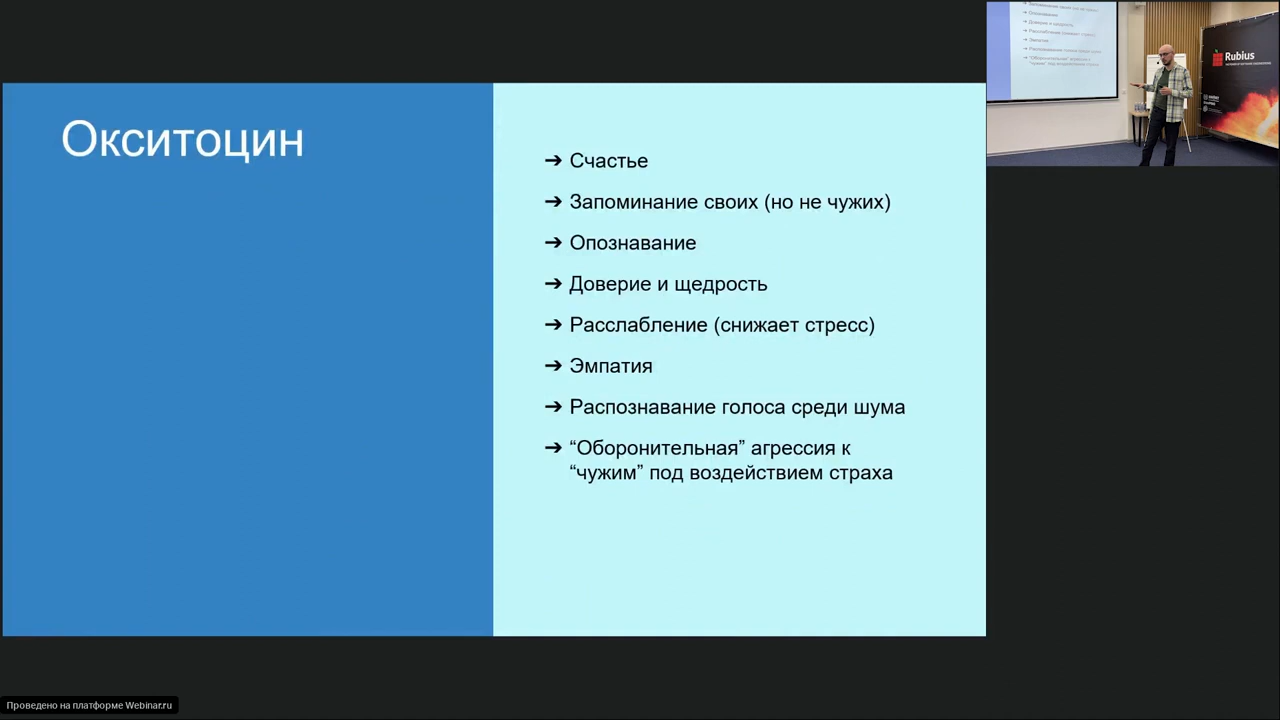 Окситоцин
➔ Счастье
➔ Запоминание своих (но не чужих)
➔ Опознавание
➔ Доверие и щедрость
➔ Расслабление (снижает стресс)
➔ Эмпатия
➔ Распознавание голоса среди шума
➔ “Оборонительная” агрессия к
“чужим” под воздействием страха
Rubius
Проведено на платформе Webinar.ru